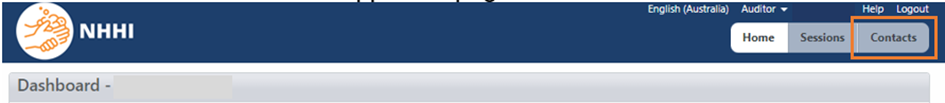 English (Australia) Auditor Help Logout
NHHI
Home Sessions Contacts
Dashboard -